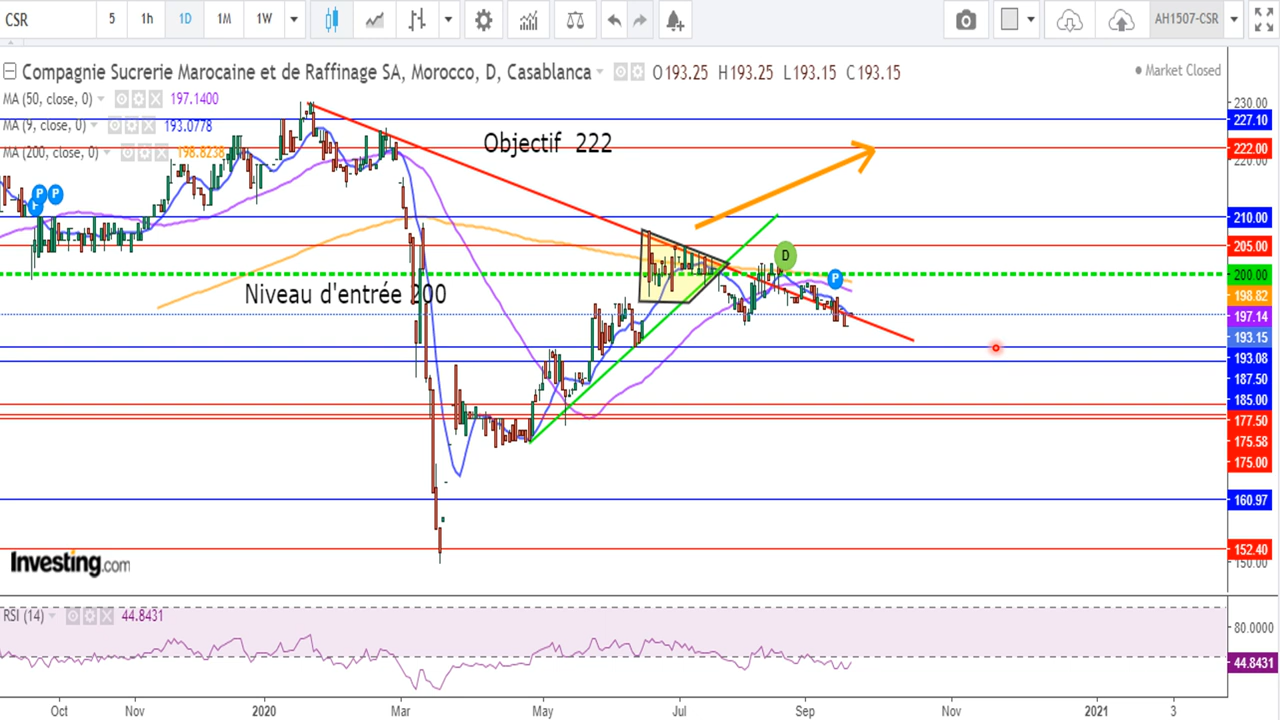 CSR 5 1h 1D 1M 1W AH1507-CSR
Compagnie Sucrerie Marocaine et de Raffinage SA, Morocco, D, Casablanca O193.25 H193.25 L193.15 C193.15 Market Closed
MA (50, close, 0) 197.1400
MA (9, close, 0) 193.0778
MA (200, close, 0) 198.8238
Objectif 222
P P
P
D
P
Niveau d'entrée 200
230.00
227.10
222.00
220.00
210.00
205.00
200.00
198.82
197.14
193.15
193.08
187.50
185.00
177.50
175.58
175.00
160.97
152.40
150.00
Investing.com
RSI (14) 44.8431
80.0000
44.8431
Oct Nov 2020 Mar May Jul Sep Nov 2021 3